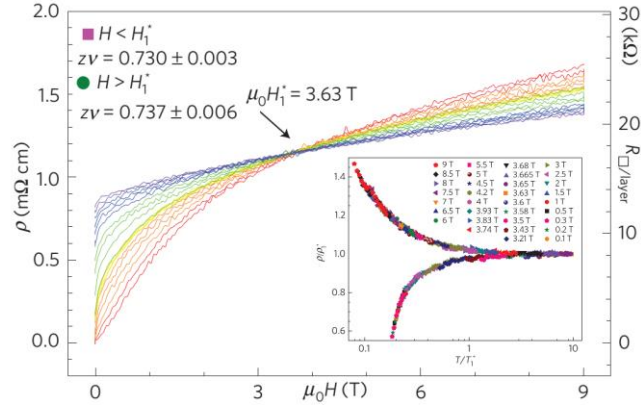 2.0
1.5
1.0
0.5
0.0
ρ (mΩ cm)
H < H₁*
zν = 0.730 ± 0.003
H > H₁*
zν = 0.737 ± 0.006
μ₀H₁* = 3.63 T
30 (kΩ)
20
10
0
R□/layer
0 3 6 9
μ₀H (T)
1.4
1.2
1.0
0.8
0.6
ρ/ρ₁*
0.1 1 10
T/T₁*
9 T 5.5 T 3.68 T 3 T
8.5 T 5 T 3.665 T 2.5 T
8 T 4.5 T 3.65 T 2 T
7.5 T 4.2 T 3.63 T 1.5 T
7 T 4 T 3.6 T 1 T
6.5 T 3.93 T 3.58 T 0.5 T
6 T 3.83 T 3.5 T 0.3 T
3.74 T 3.43 T 0.2 T
3.21 T 0.1 T